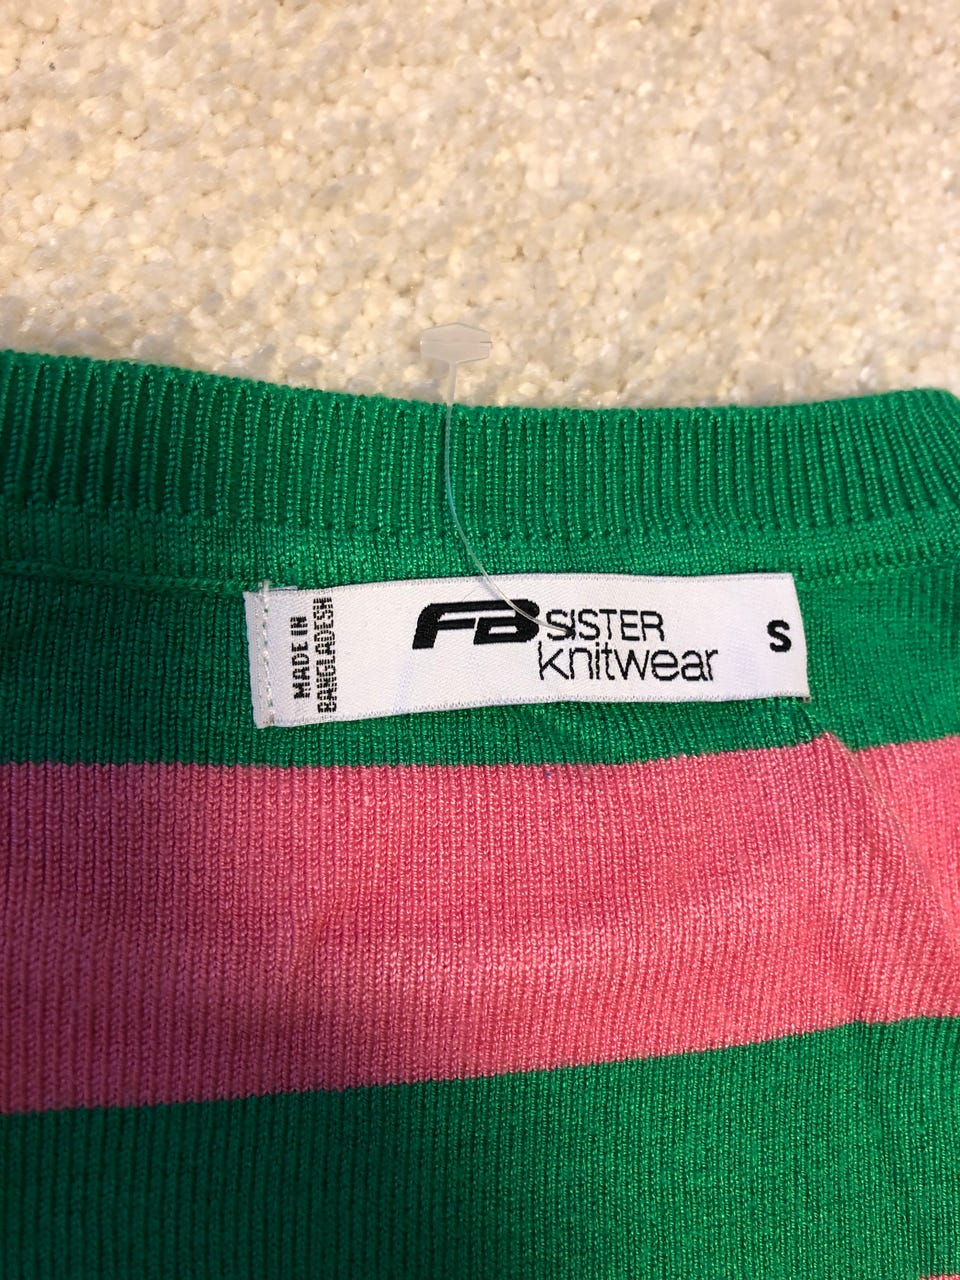 MADE IN
BANGLADESH
FB SISTER
knitwear
S